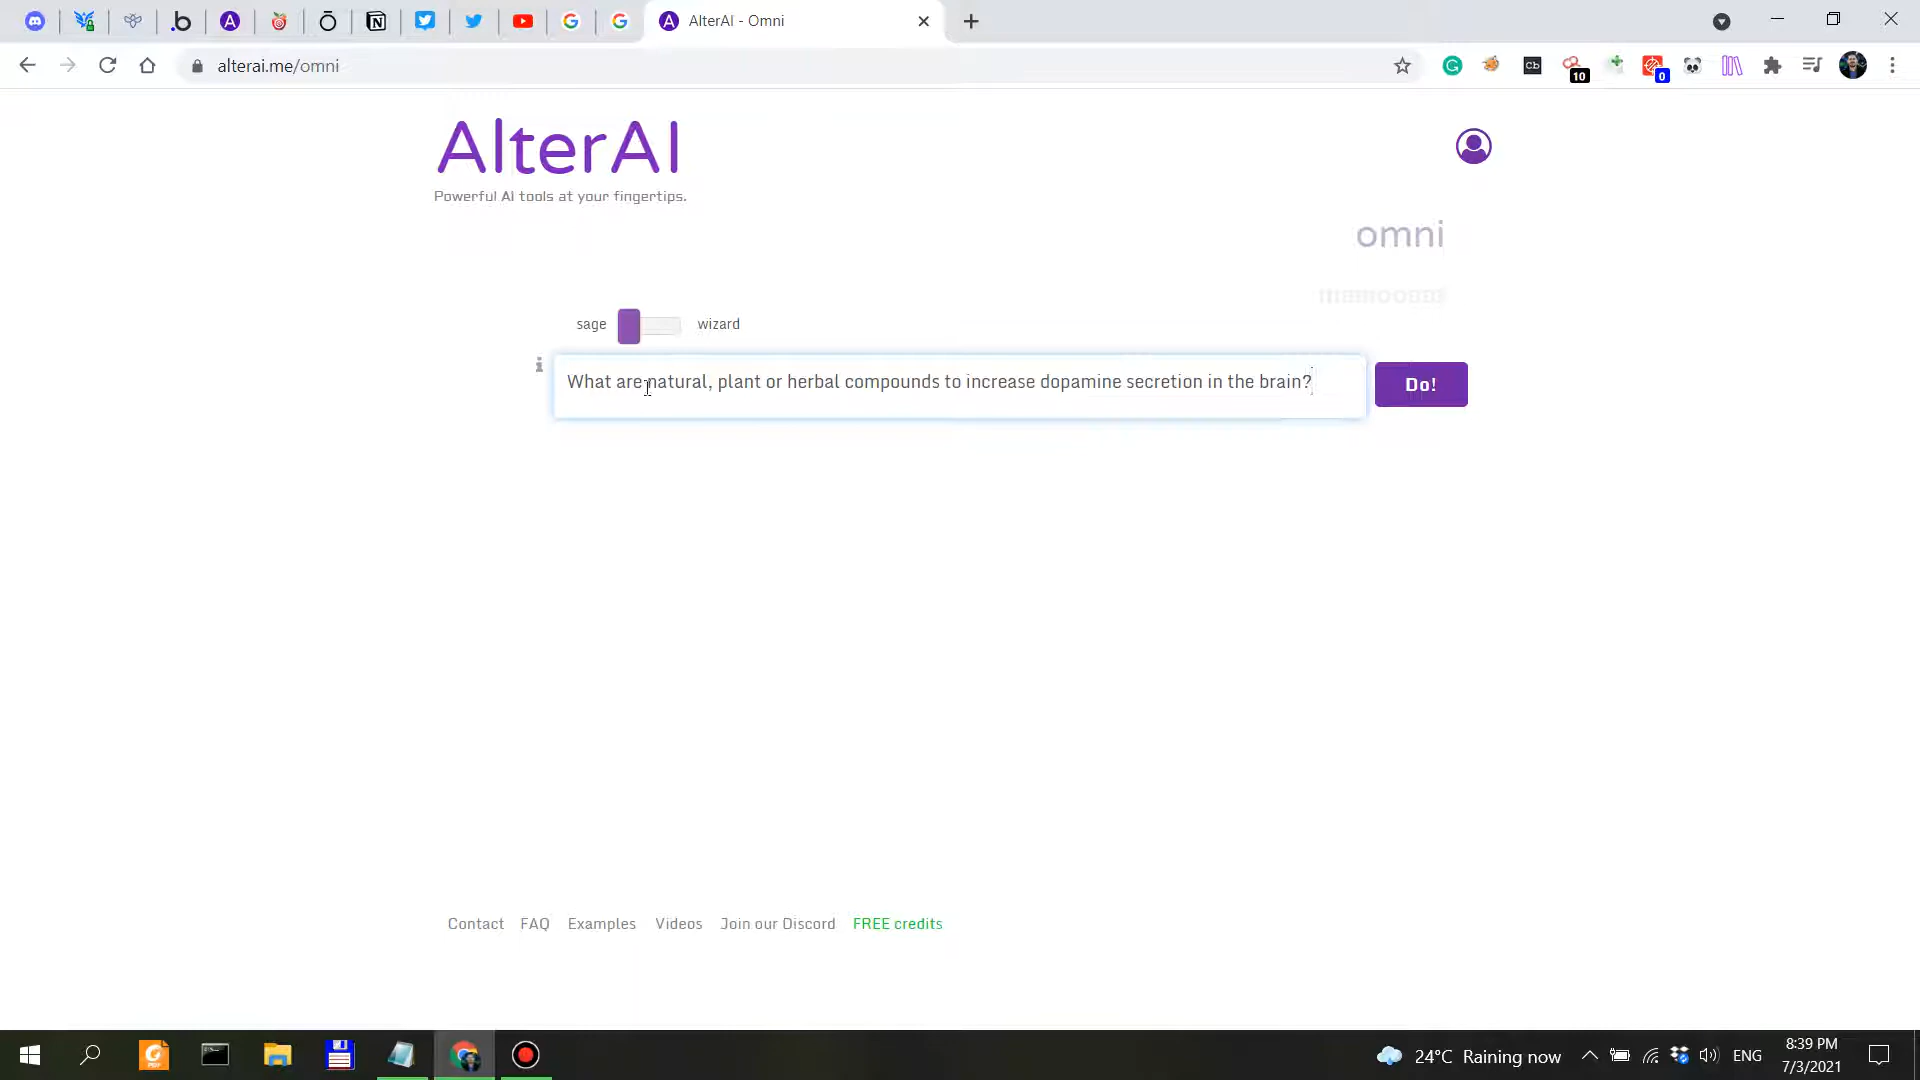 AlterAI - Omni
alterai.me/omni
10
0
AlterAI
Powerful AI tools at your fingertips.
omni
sage
wizard
What are natural, plant or herbal compounds to increase dopamine secretion in the brain?
Do!
Contact FAQ Examples Videos Join our Discord FREE credits
24°C Raining now
ENG
8:39 PM
7/3/2021